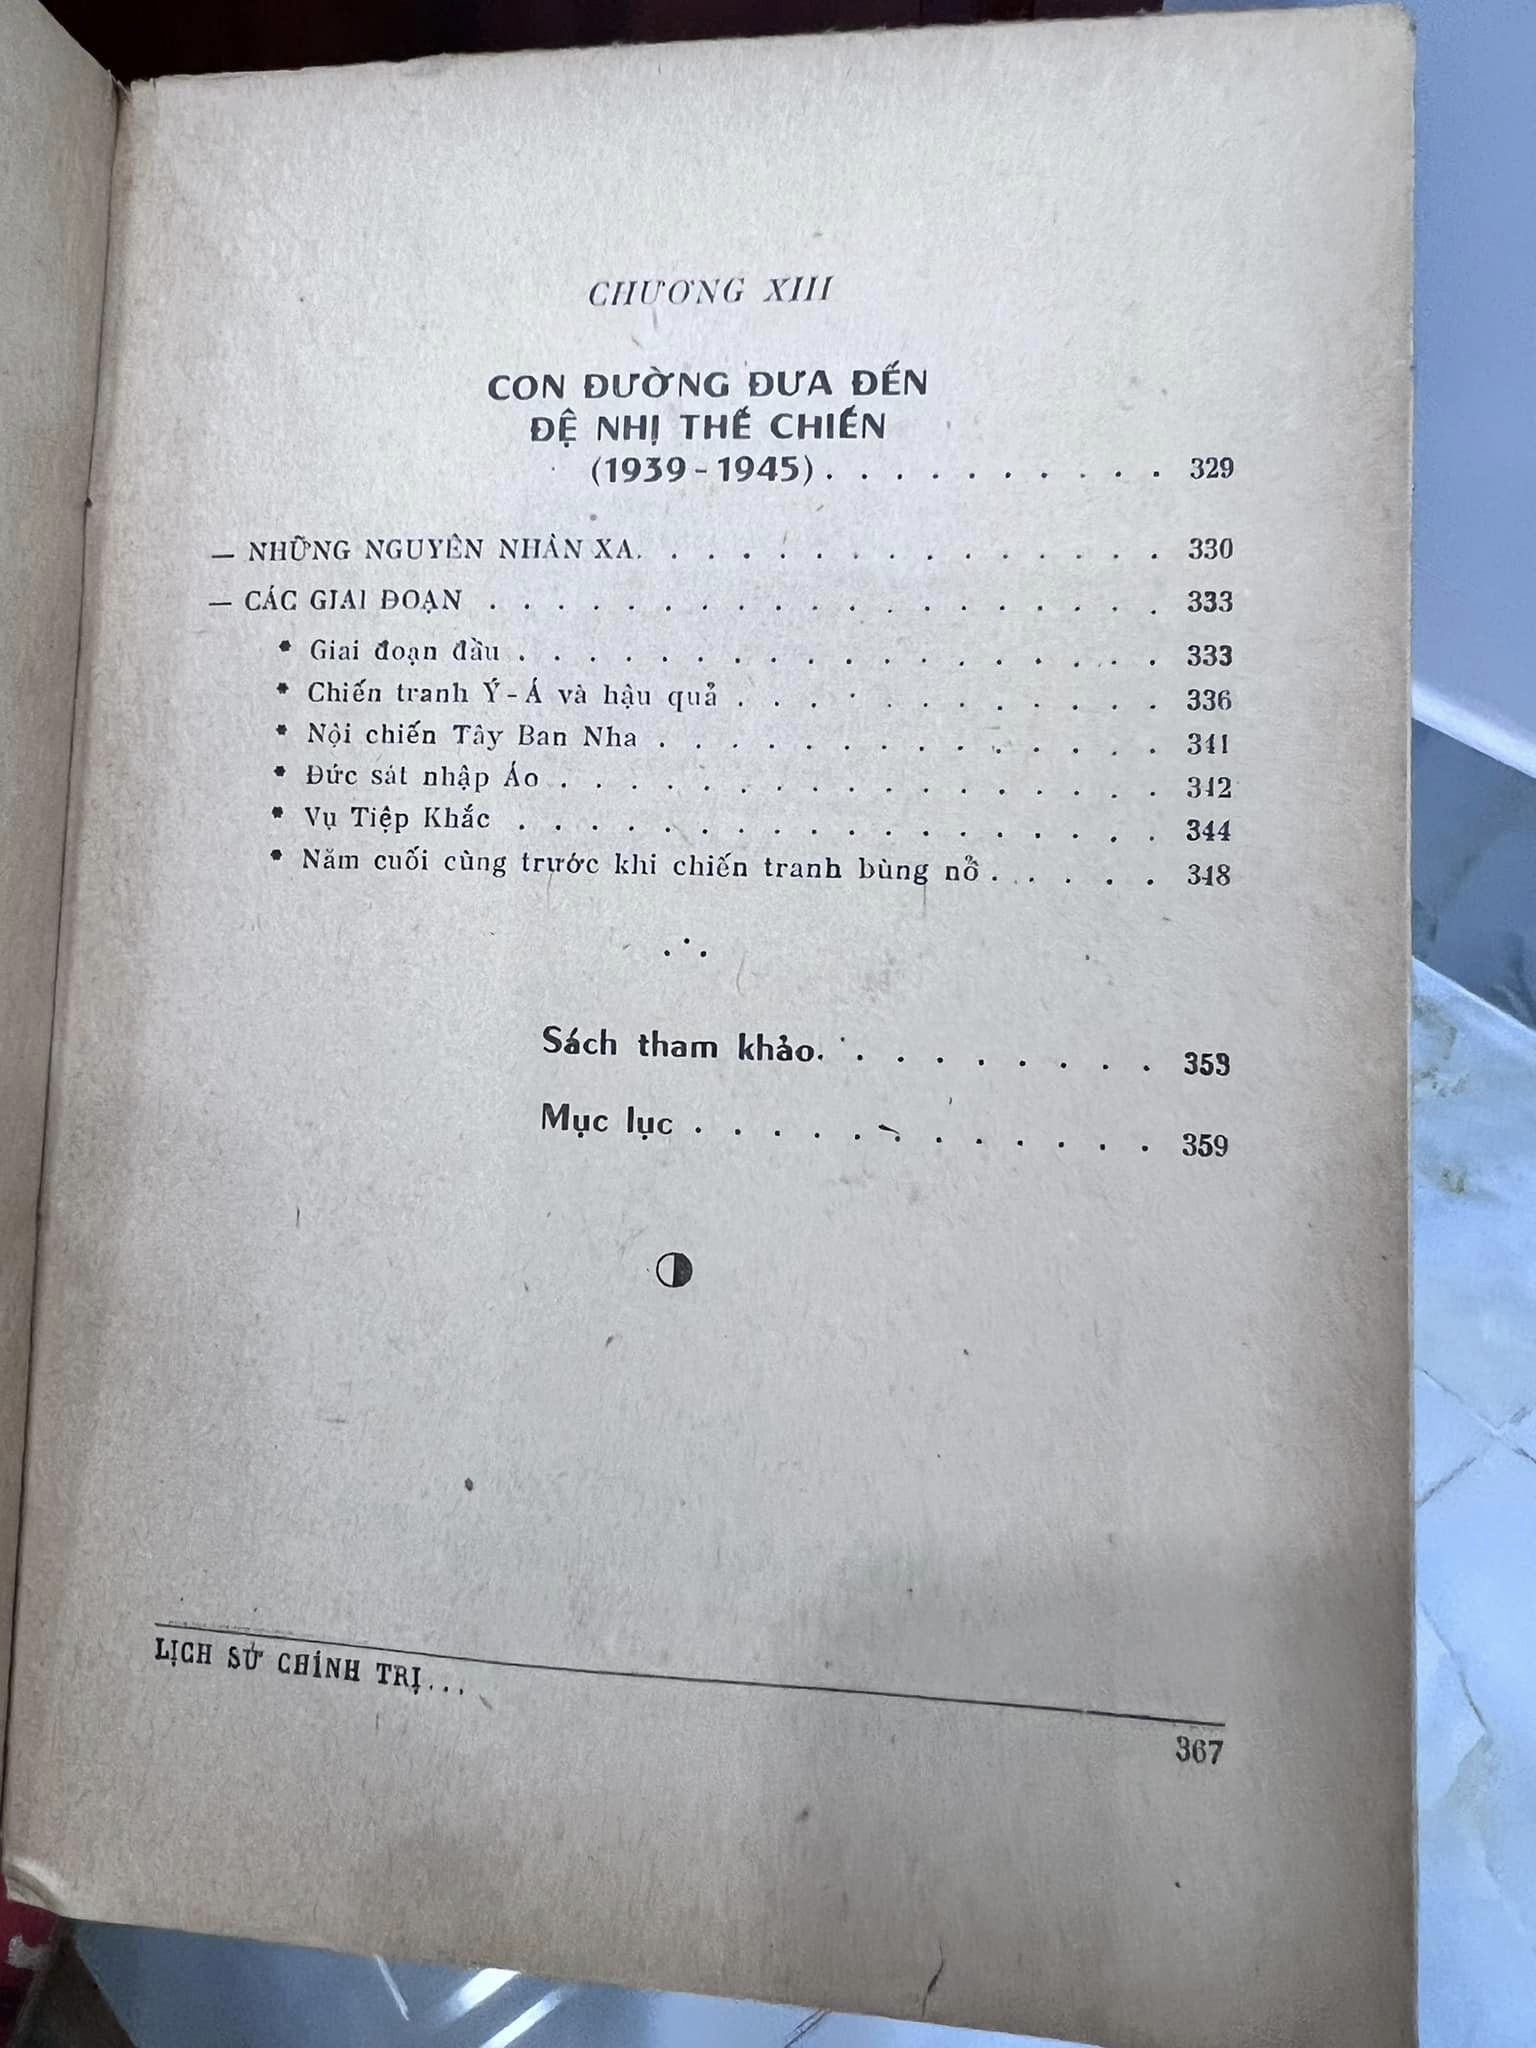 CHƯƠNG XIII
CON ĐƯỜNG ĐƯA ĐẾN
ĐỆ NHỊ THẾ CHIẾN
(1939 - 1945) . . . . . . . . . . 329
— NHỮNG NGUYÊN NHÂN XA. . . . . . . . . . . . . . . 330
— CÁC GIAI ĐOẠN . . . . . . . . . . . . . . . . . . . 333
* Giai đoạn đầu . . . . . . . . . . . . . . . . . . 333
* Chiến tranh Ý - Á và hậu quả . . . . . . . . . . . . 336
* Nội chiến Tây Ban Nha . . . . . . . . . . . . . . 341
* Đức sát nhập Áo . . . . . . . . . . . . . . . . . 342
* Vụ Tiệp Khắc . . . . . . . . . . . . . . . . . . 344
* Năm cuối cùng trước khi chiến tranh bùng nổ . . . . . 348
Sách tham khảo. . . . . . . . . . 353
Mục lục . . . . . . . . . . . . 359
LỊCH SỬ CHÍNH TRỊ...
367